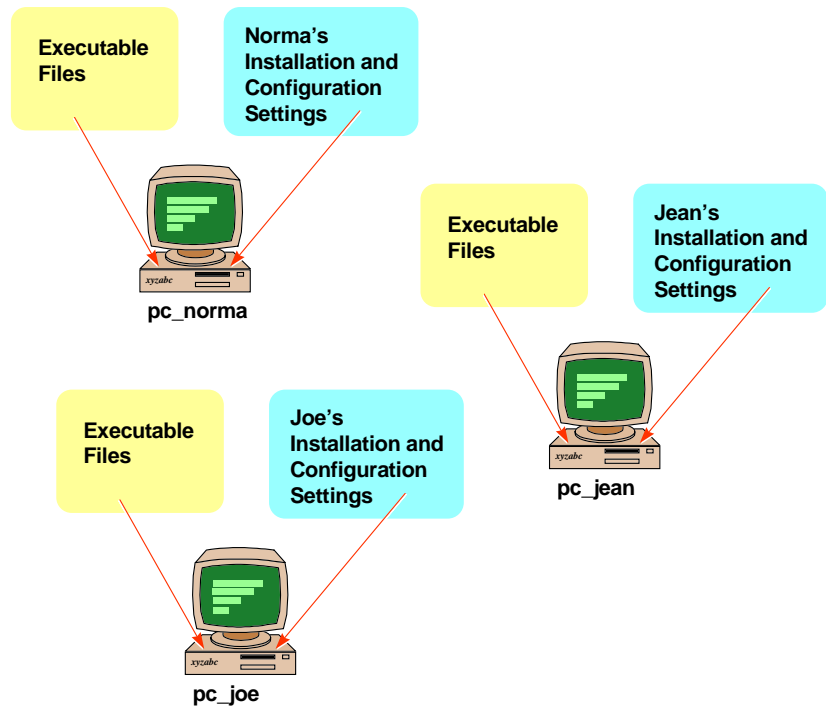 Executable
Files
Norma's
Installation and
Configuration
Settings
xyzabc
pc_norma
Executable
Files
Jean's
Installation and
Configuration
Settings
xyzabc
pc_jean
Executable
Files
Joe's
Installation and
Configuration
Settings
xyzabc
pc_joe